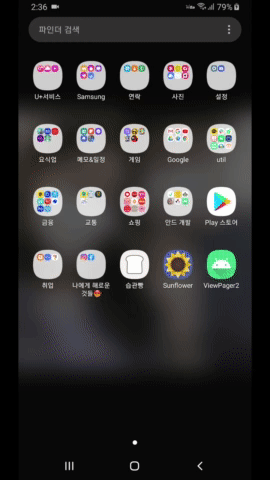 2:36
79%
파인더 검색
U+서비스
Samsung
연락
사진
설정
요식업
메모&일정
게임
Google
util
금융
교통
쇼핑
안드 개발
Play 스토어
취업
나에게 해로운
것들
습관빵
Sunflower
ViewPager2